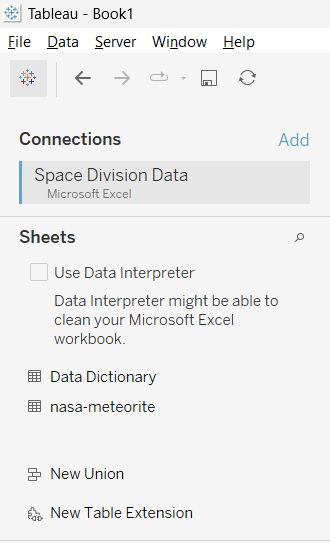 Tableau - Book1
File Data Server Window Help
Connections Add
Space Division Data
Microsoft Excel
Sheets
Use Data Interpreter
Data Interpreter might be able to
clean your Microsoft Excel
workbook.
Data Dictionary
nasa-meteorite
New Union
New Table Extension